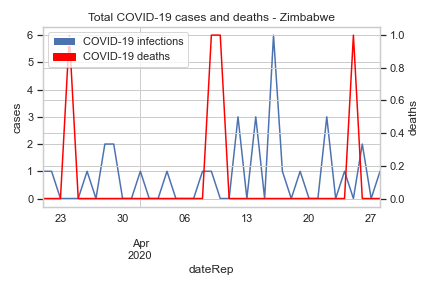 Total COVID-19 cases and deaths - Zimbabwe
COVID-19 infections
COVID-19 deaths
cases
6
5
4
3
2
1
0
deaths
1.0
0.8
0.6
0.4
0.2
0.0
23 30 06 13 20 27
Apr
2020
dateRep